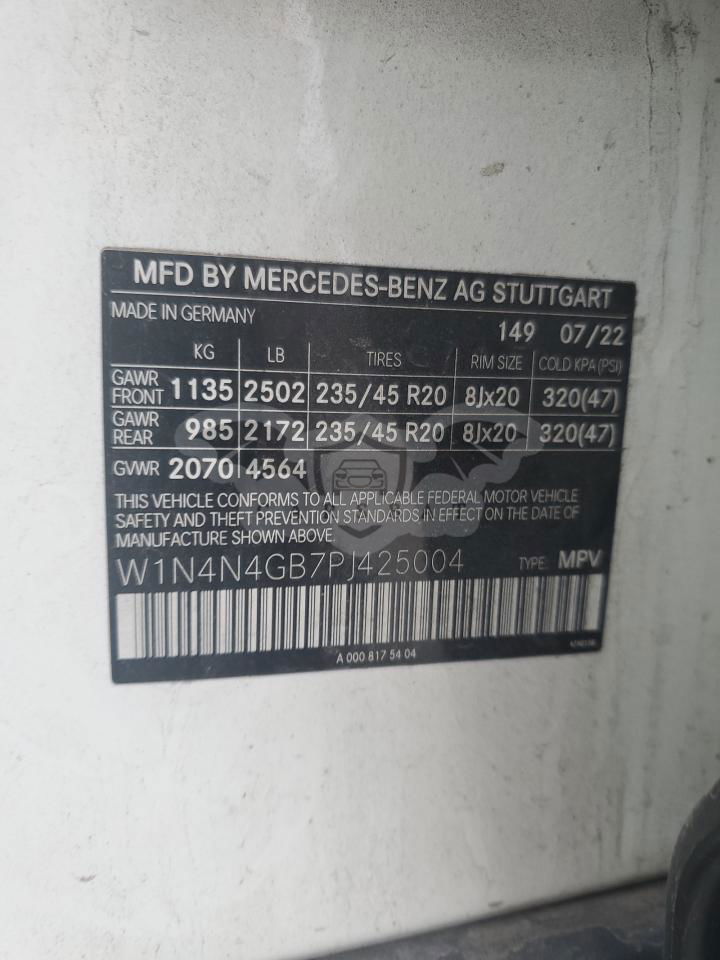 MFD BY MERCEDES-BENZ AG STUTTGART
MADE IN GERMANY 149 07/22
KG LB TIRES RIM SIZE COLD KPA (PSI)
GAWR FRONT 1135 2502 235/45 R20 8Jx20 320(47)
GAWR REAR 985 2172 235/45 R20 8Jx20 320(47)
GVWR 2070 4564
THIS VEHICLE CONFORMS TO ALL APPLICABLE FEDERAL MOTOR VEHICLE
SAFETY AND THEFT PREVENTION STANDARDS IN EFFECT ON THE DATE OF
MANUFACTURE SHOWN ABOVE.
W1N4N4GB7PJ425004 TYPE: MPV
A 000 817 54 04